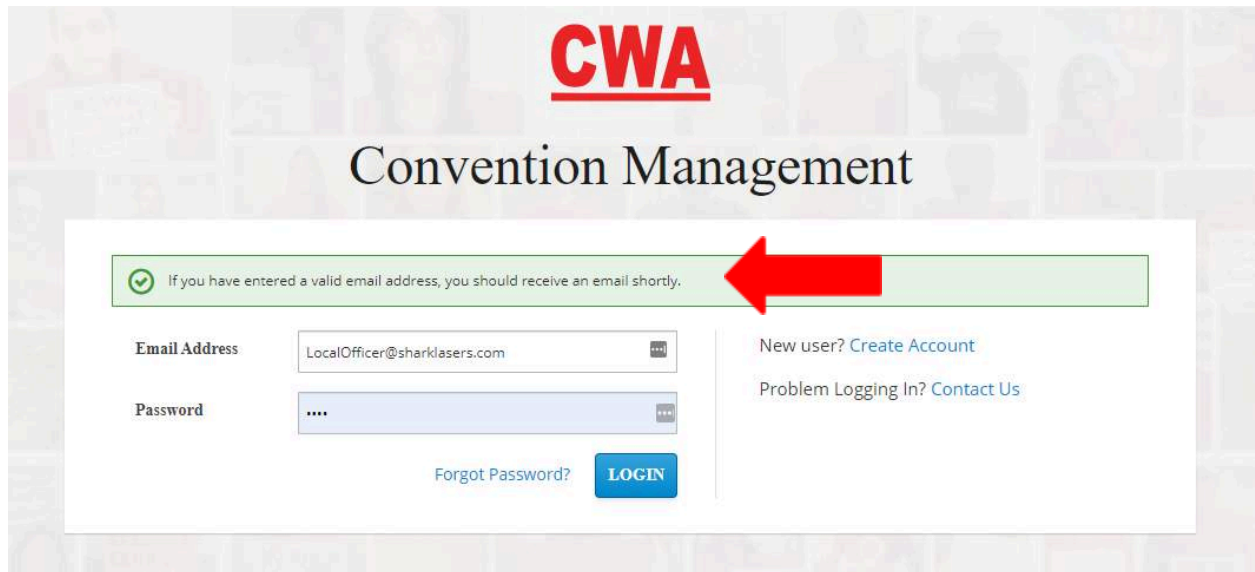 CWA
Convention Management
If you have entered a valid email address, you should receive an email shortly.
Email Address
LocalOfficer@sharklasers.com
New user? Create Account
Problem Logging In? Contact Us
Password
••••
Forgot Password?
LOGIN